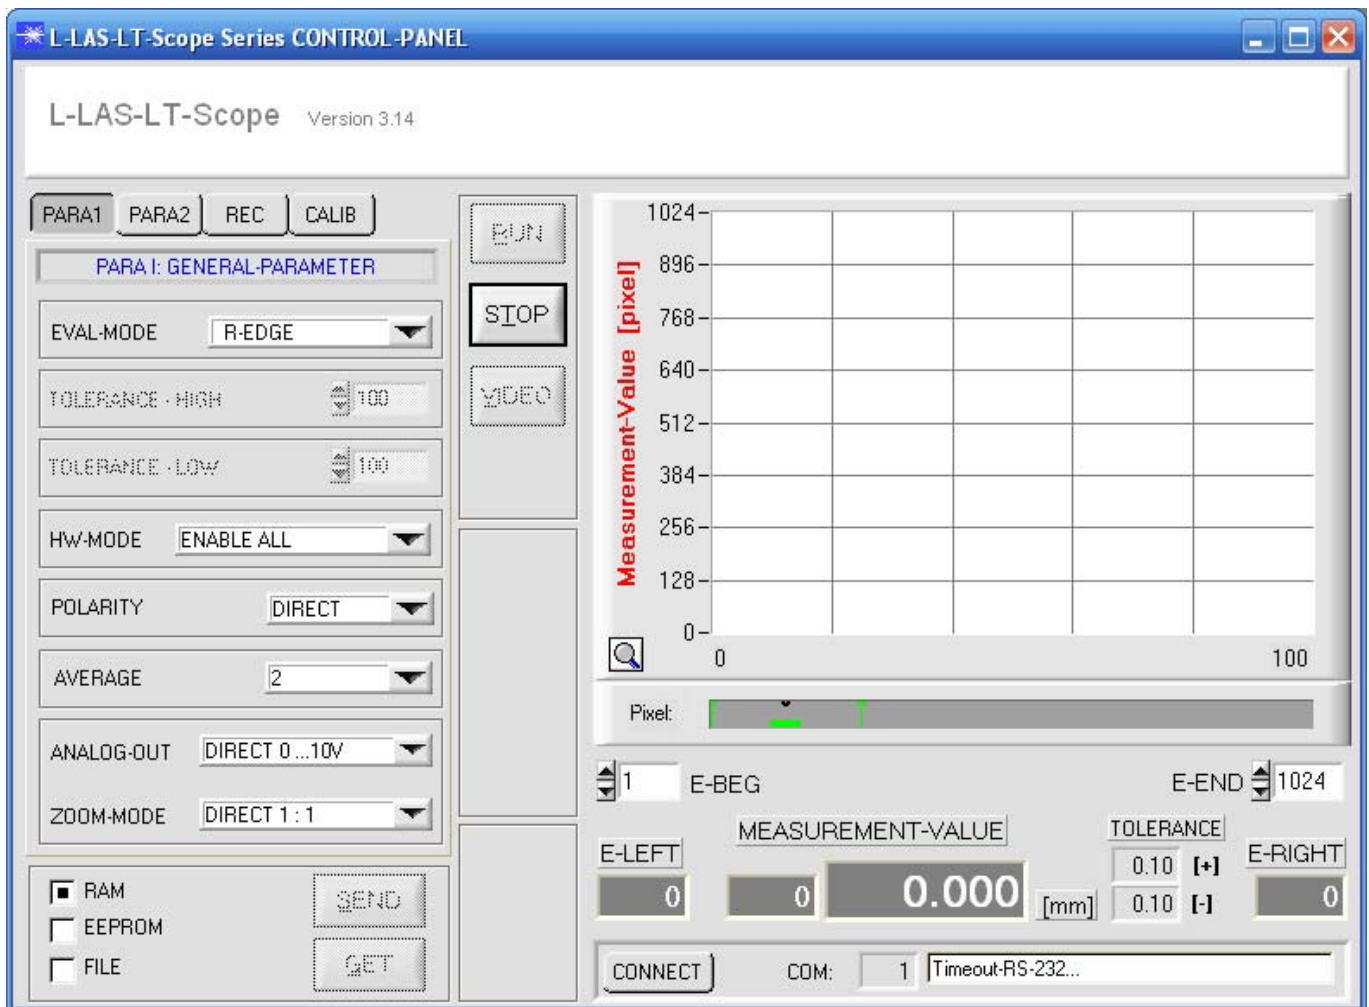 L-LAS-LT-Scope Series CONTROL-PANEL
L-LAS-LT-Scope Version 3.14
PARA1 PARA2 REC CALIB
PARA I: GENERAL-PARAMETER
EVAL-MODE R-EDGE
TOLERANCE - HIGH 100
TOLERANCE - LOW 100
HW-MODE ENABLE ALL
POLARITY DIRECT
AVERAGE 2
ANALOG-OUT DIRECT 0 ...10V
ZOOM-MODE DIRECT 1 : 1
RAM
EEPROM
FILE
SEND
GET
RUN
STOP
VIDEO
Measurement-Value [pixel]
1024
896
768
640
512
384
256
128
0
0 100
Pixel:
1 E-BEG
E-END 1024
E-LEFT
0
MEASUREMENT-VALUE
0 0.000 [mm]
TOLERANCE
0.10 [+]
0.10 [-]
E-RIGHT
0
CONNECT COM: 1 Timeout-RS-232...